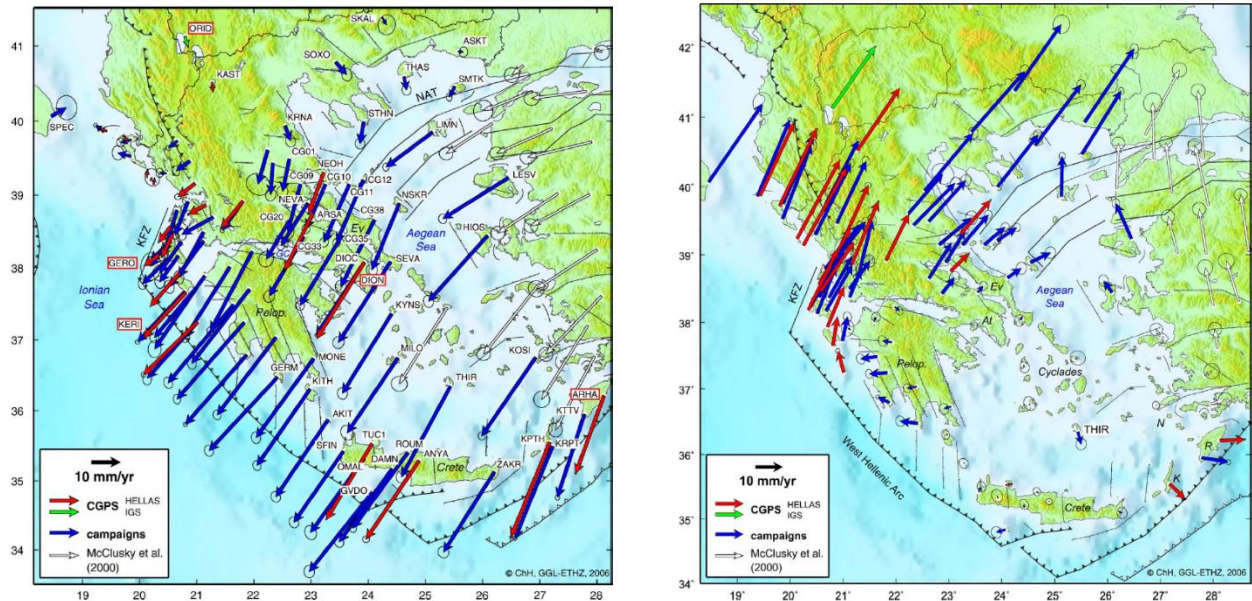 SKAL
ORID
41
ASKT
SOXO
THAS
KAST
SMTK
NAT
SPEC
STHN
40
KRNA
LIMN
CG01
NEOH
CG09
CG10
CG12
LESV
39
NEVA
CG11
NSKR
CG20
ARSA
CG38
KFZ
Ev
Aegean
Sea
HIOS
CG33
CG35
GC
GERO
38
DIOC
SEVA
DION
Ionian
Sea
Pelop.
KYNS
KERI
37
MILO
KOSI
MONE
GERM
THIR
KITH
ARHA
36
AKIT
KTTV
TUC1
SFIN
ROUM
KPTH
KRPT
DAMN
ANYA
OMAL
Crete
ZAKR
35
GVDO
10 mm/yr
CGPS HELLAS
IGS
campaigns
McClusky et al.
(2000)
34
© ChH, GGL-ETHZ, 2006
19 20 21 22 23 24 25 26 27 28
42°
41°
40°
39°
KFZ
Ev
Aegean
Sea
38°
At
Pelop.
Cyclades
37°
THIR
N
West Hellenic Arc
R
36°
K
10 mm/yr
CGPS HELLAS
IGS
campaigns
McClusky et al.
(2000)
Crete
35°
34°
© ChH, GGL-ETHZ, 2006
19° 20° 21° 22° 23° 24° 25° 26° 27° 28°